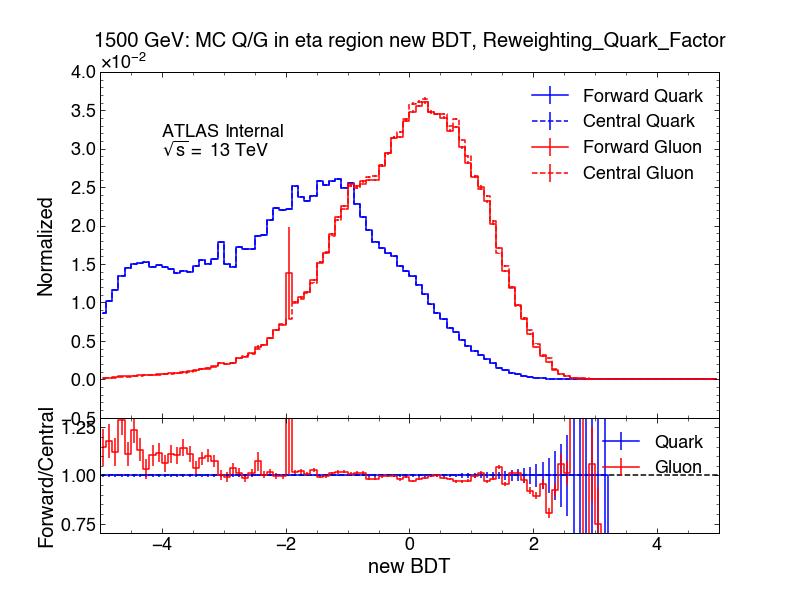 1500 GeV: MC Q/G in eta region new BDT, Reweighting_Quark_Factor
×10⁻²
4.0
3.5
3.0
2.5
2.0
1.5
1.0
0.5
0.0
−0.5
Normalized
ATLAS Internal
√s = 13 TeV
Forward Quark
Central Quark
Forward Gluon
Central Gluon
1.25
1.00
0.75
Forward/Central
Quark
Gluon
−4 −2 0 2 4
new BDT